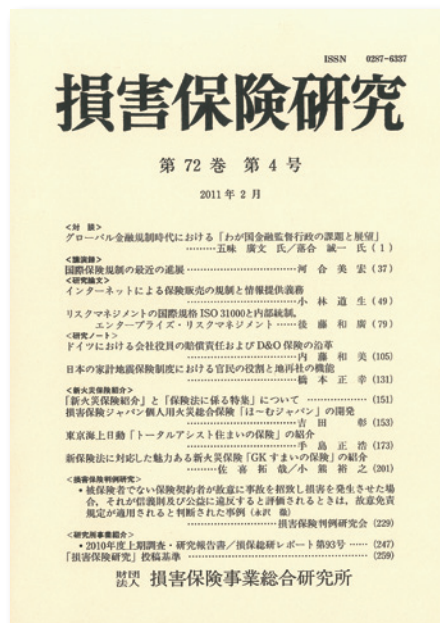 ISSN 0287-6337
損害保険研究
第72巻 第4号
2011年2月
<対 談>
グローバル金融規制時代における「わが国金融監督行政の課題と展望」
………五味 廣文 氏/落合 誠一 氏 ( 1 )
<講演録>
国際保険規制の最近の進展………………………………河 合 美 宏 (37)
<研究論文>
インターネットによる保険販売の規制と情報提供義務
………………………………小 林 道 生 (49)
リスクマネジメントの国際規格 ISO 31000と内部統制,
エンタープライズ・リスクマネジメント……後 藤 和 廣 (79)
<研究ノート>
ドイツにおける会社役員の賠償責任およびD&O保険の沿革
………………………………内 藤 和 美 (105)
日本の家計地震保険制度における官民の役割と地再社の機能
………………………………橋 本 正 幸 (131)
<新火災保険紹介>
「新火災保険紹介」と「保険法に係る特集」について ……………… (151)
損害保険ジャパン個人用火災総合保険「ほ〜むジャパン」の開発
………………………………吉 田 彰 (153)
東京海上日動「トータルアシスト住まいの保険」の紹介
………………………………手 島 正 浩 (173)
新保険法に対応した魅力ある新火災保険「GK すまいの保険」の紹介
…………佐 喜 拓 哉/小 熊 裕 之 (201)
<損害保険判例研究>
・被保険者でない保険契約者が故意に事故を招致し損害を発生させた場
合、それが信義則及び公益に違反すると評価されるときは、故意免責
規定が適用されると判断された事例 (永沢 徹)
………………………………損害保険判例研究会 (229)
<研究所事業紹介>
・2010年度上期調査・研究報告書/損保総研レポート第93号 …… (247)
「損害保険研究」投稿基準 ……………………………………… (259)
財団法人 損害保険事業総合研究所